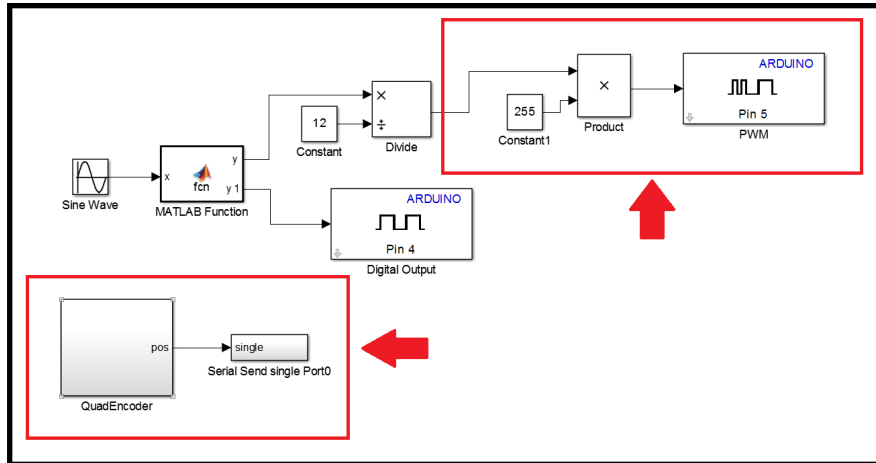 ARDUINO
Pin 5
PWM
×
Product
255
Constant1
×
÷
Divide
12
Constant
x
y
y 1
fcn
MATLAB Function
Sine Wave
ARDUINO
Pin 4
Digital Output
pos
QuadEncoder
single
Serial Send single Port0